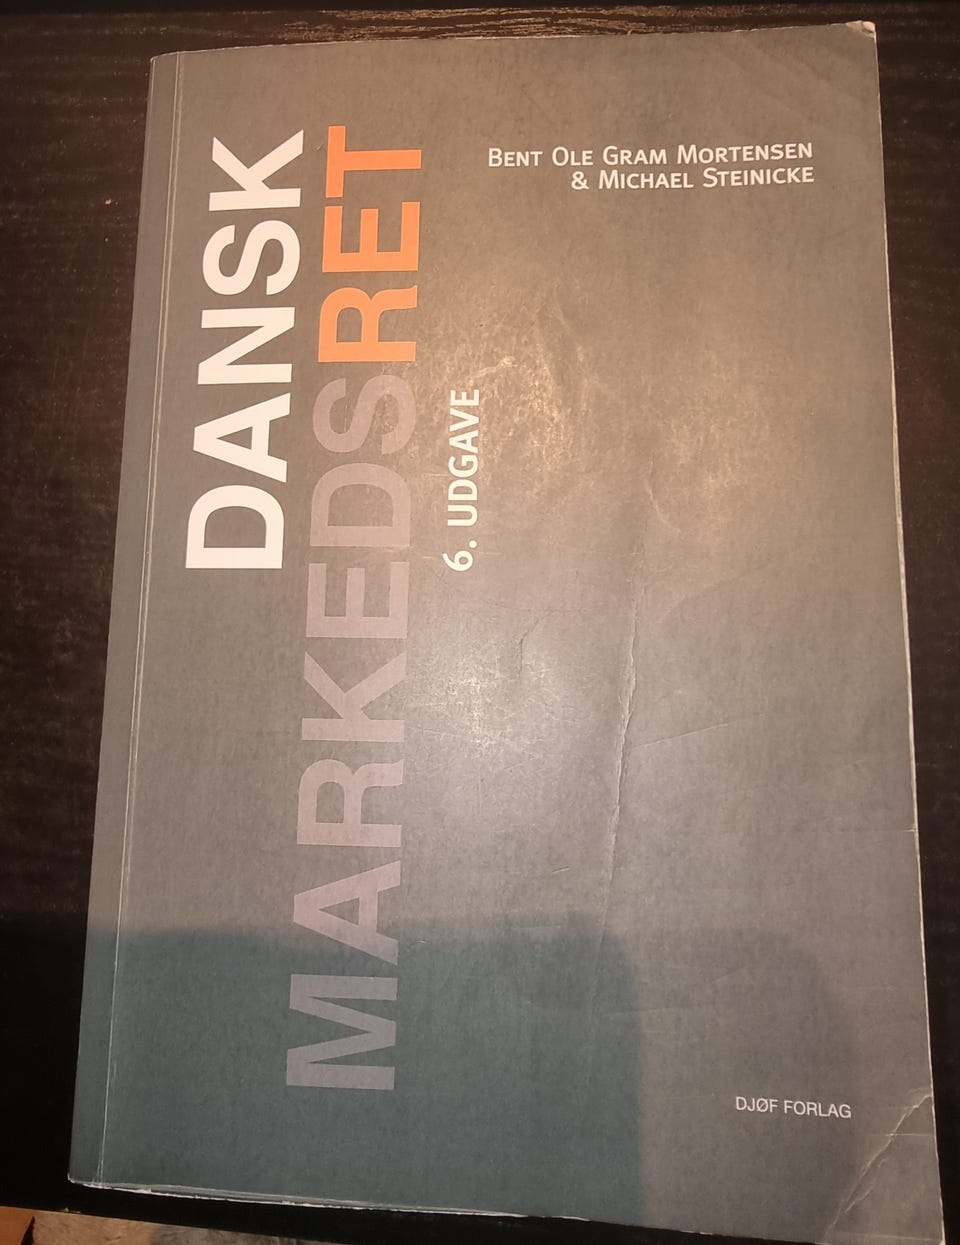 DANSK
MARKEDSRET
6. UDGAVE
BENT OLE GRAM MORTENSEN
& MICHAEL STEINICKE
DJØF FORLAG